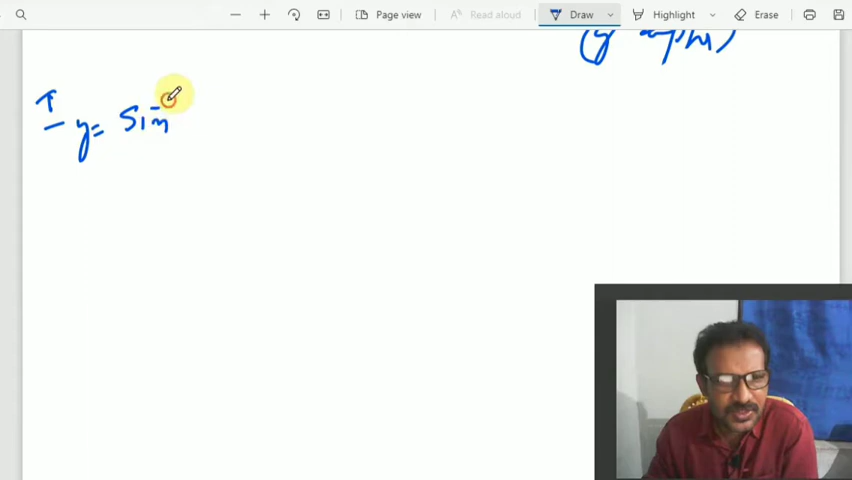 Page view
Read aloud
Draw
Highlight
Erase
y = Sin⁻